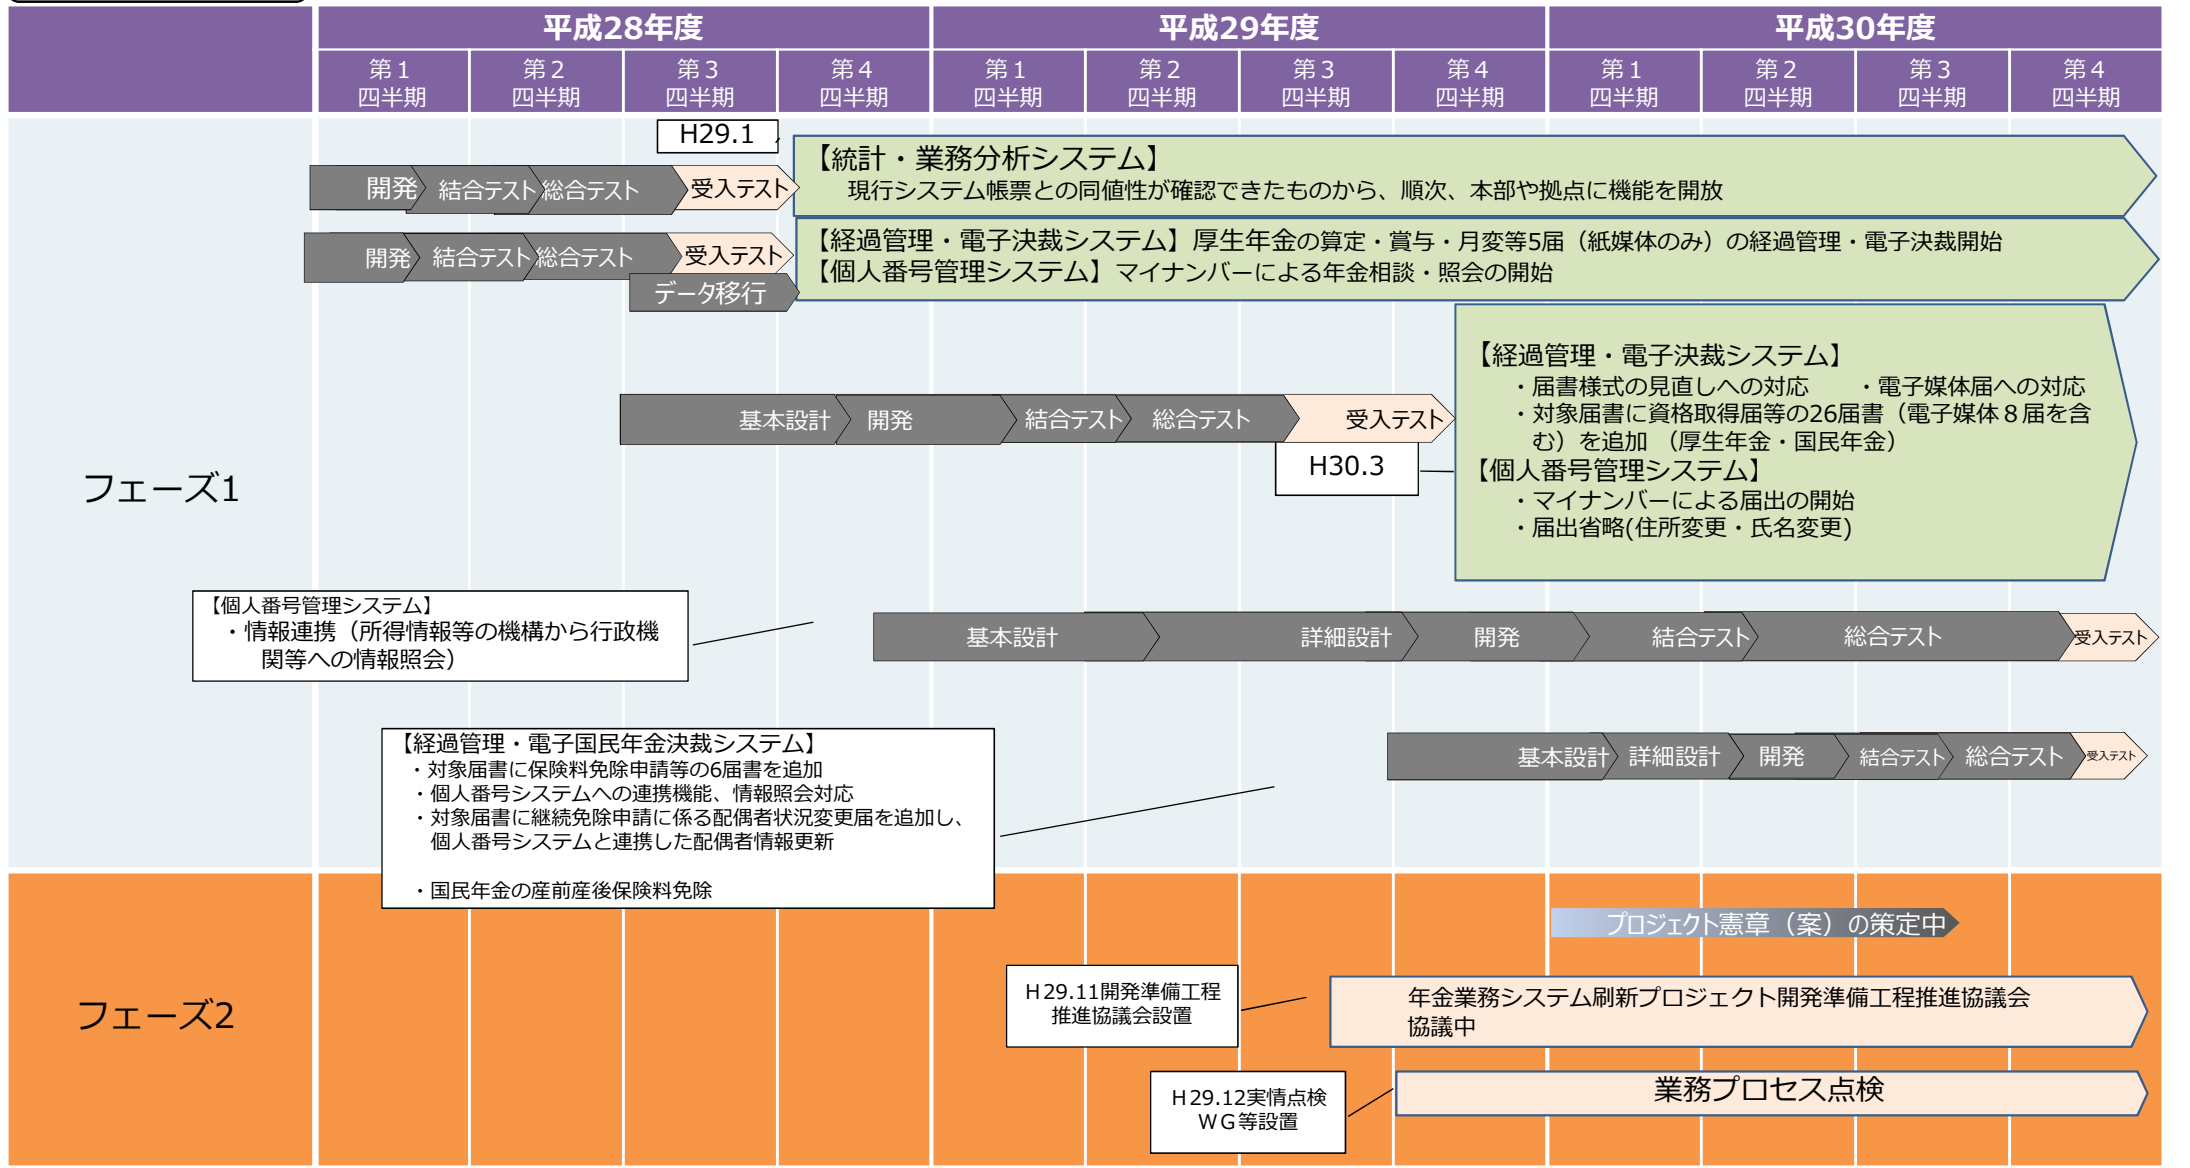 平成28年度
平成29年度
平成30年度
第１
四半期
第２
四半期
第３
四半期
第４
四半期
第１
四半期
第２
四半期
第３
四半期
第４
四半期
第１
四半期
第２
四半期
第３
四半期
第４
四半期
フェーズ1
H29.1
開発
結合テスト
総合テスト
受入テスト
【統計・業務分析システム】
現行システム帳票との同値性が確認できたものから、順次、本部や拠点に機能を開放
開発
結合テスト
総合テスト
受入テスト
データ移行
【経過管理・電子決裁システム】厚生年金の算定・賞与・月変等5届（紙媒体のみ）の経過管理・電子決裁開始
【個人番号管理システム】マイナンバーによる年金相談・照会の開始
基本設計
開発
結合テスト
総合テスト
受入テスト
H30.3
【経過管理・電子決裁システム】
・届書様式の見直しへの対応　　・電子媒体届への対応
・対象届書に資格取得届等の26届書（電子媒体８届を含
む）を追加　（厚生年金・国民年金）
【個人番号管理システム】
・マイナンバーによる届出の開始
・届出省略(住所変更・氏名変更)
【個人番号管理システム】
・情報連携（所得情報等の機構から行政機
関等への情報照会）
基本設計
詳細設計
開発
結合テスト
総合テスト
受入テスト
【経過管理・電子国民年金決裁システム】
・対象届書に保険料免除申請等の6届書を追加
・個人番号システムへの連携機能、情報照会対応
・対象届書に継続免除申請に係る配偶者状況変更届を追加し、
個人番号システムと連携した配偶者情報更新
・国民年金の産前産後保険料免除
基本設計
詳細設計
開発
結合テスト
総合テスト
受入テスト
フェーズ2
プロジェクト憲章（案）の策定中
Ｈ29.11開発準備工程
推進協議会設置
年金業務システム刷新プロジェクト開発準備工程推進協議会
協議中
Ｈ29.12実情点検
ＷＧ等設置
業務プロセス点検